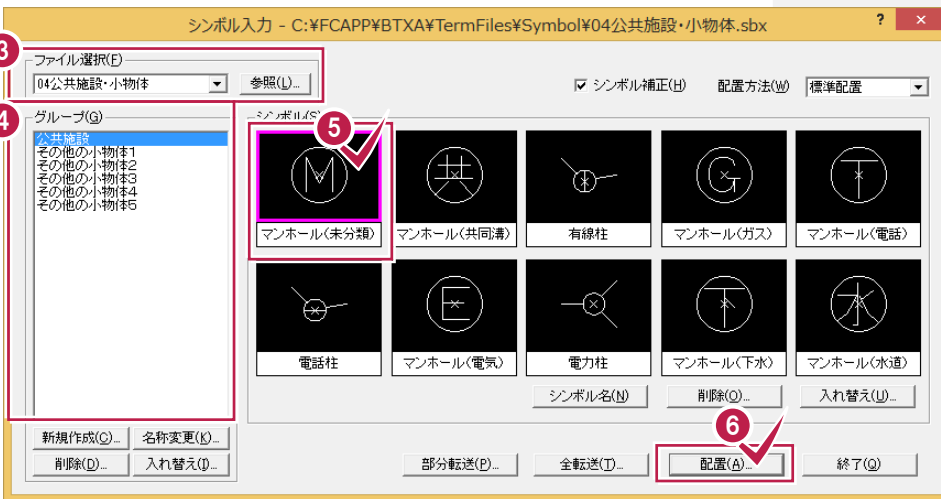 シンボル入力 - C:¥FCAPP¥BTXA¥TermFiles¥Symbol¥04公共施設・小物体.sbx
? ×
3
ファイル選択(F)
04公共施設・小物体
参照(L)...
シンボル補正(H)
配置方法(W)
標準配置
4
グループ(G)
公共施設
その他の小物体1
その他の小物体2
その他の小物体3
その他の小物体4
その他の小物体5
シンボル(S)
5
M
共
G
T
マンホール(未分類)
マンホール(共同溝)
有線柱
マンホール(ガス)
マンホール(電話)
E
下
水
電話柱
マンホール(電気)
電力柱
マンホール(下水)
マンホール(水道)
シンボル名(N)
削除(O)...
入れ替え(U)...
新規作成(C)...
名称変更(K)...
削除(D)...
入れ替え(I)...
部分転送(P)...
全転送(T)...
6
配置(A)...
終了(Q)